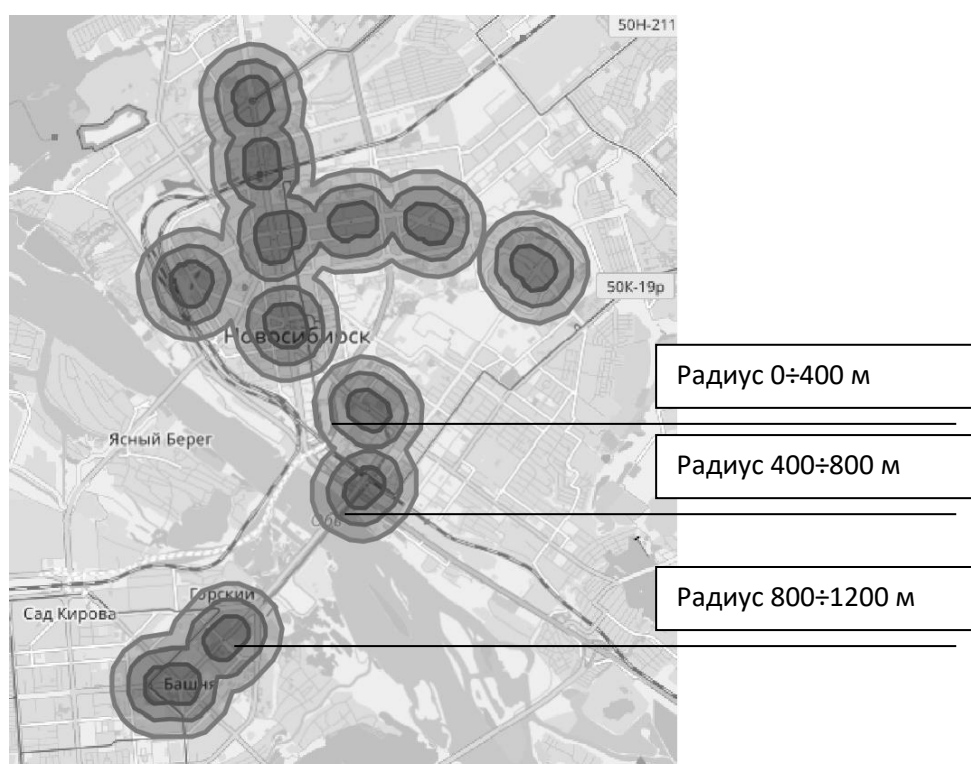 50Н-211
50К-19р
Новосибирск
Радиус 0÷400 м
Ясный Берег
Радиус 400÷800 м
Обь
Горский
Радиус 800÷1200 м
Сад Кирова
Башня